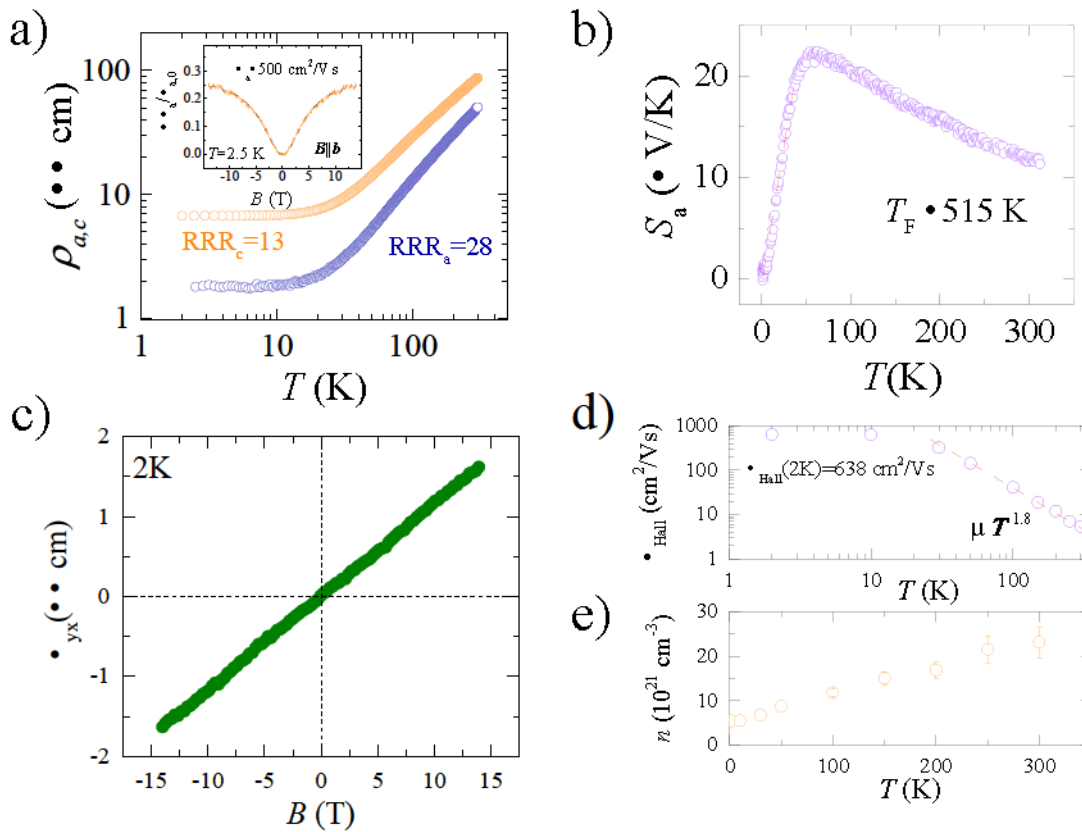 a)
ρa,c (•• cm)
100
10
1
1
10
100
T (K)
RRRc=13
RRRa=28
•• a/• a,0
0.3
0.2
0.1
0.0
•a • 500 cm²/V s
T=2.5 K
B∥b
-10
-5
0
5
10
B (T)
b)
Sa (• V/K)
20
10
0
0
100
200
300
T(K)
TF • 515 K
c)
• yx(•• cm)
2
1
0
-1
-2
2K
-15
-10
-5
0
5
10
15
B (T)
d)
• Hall (cm²/Vs)
1000
100
10
1
• Hall(2K)=638 cm²/Vs
μ T^1.8
1
10
100
T (K)
e)
n (10²¹ cm⁻³)
30
20
10
0
0
100
200
300
T (K)